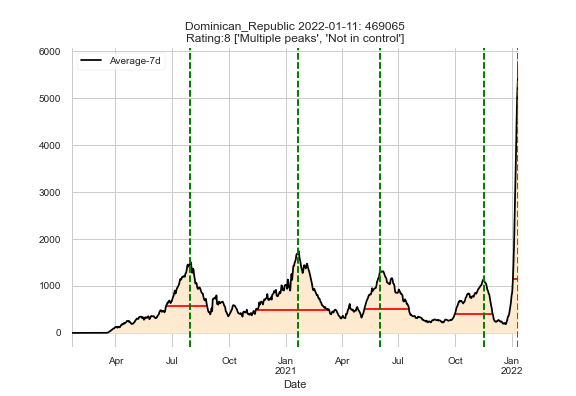 Dominican_Republic 2022-01-11: 469065
Rating:8 ['Multiple peaks', 'Not in control']
Average-7d
6000
5000
4000
3000
2000
1000
0
Apr Jul Oct Jan Apr Jul Oct Jan
2021 2022
Date